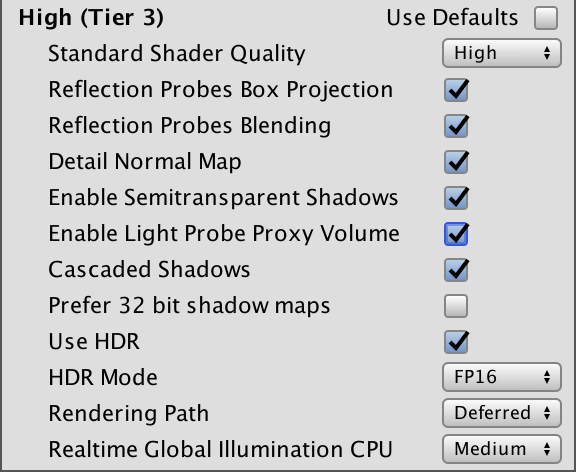 High (Tier 3) Use Defaults
Standard Shader Quality High
Reflection Probes Box Projection
Reflection Probes Blending
Detail Normal Map
Enable Semitransparent Shadows
Enable Light Probe Proxy Volume
Cascaded Shadows
Prefer 32 bit shadow maps
Use HDR
HDR Mode FP16
Rendering Path Deferred
Realtime Global Illumination CPU Medium